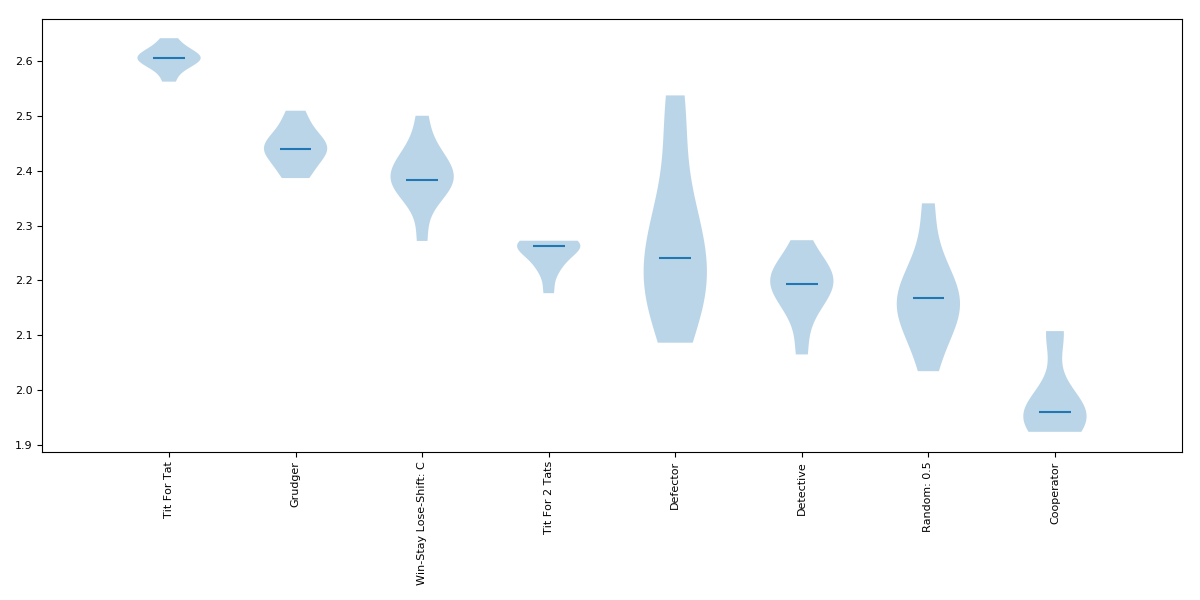 2.6
2.5
2.4
2.3
2.2
2.1
2.0
1.9
Tit For Tat
Grudger
Win-Stay Lose-Shift: C
Tit For 2 Tats
Defector
Detective
Random: 0.5
Cooperator